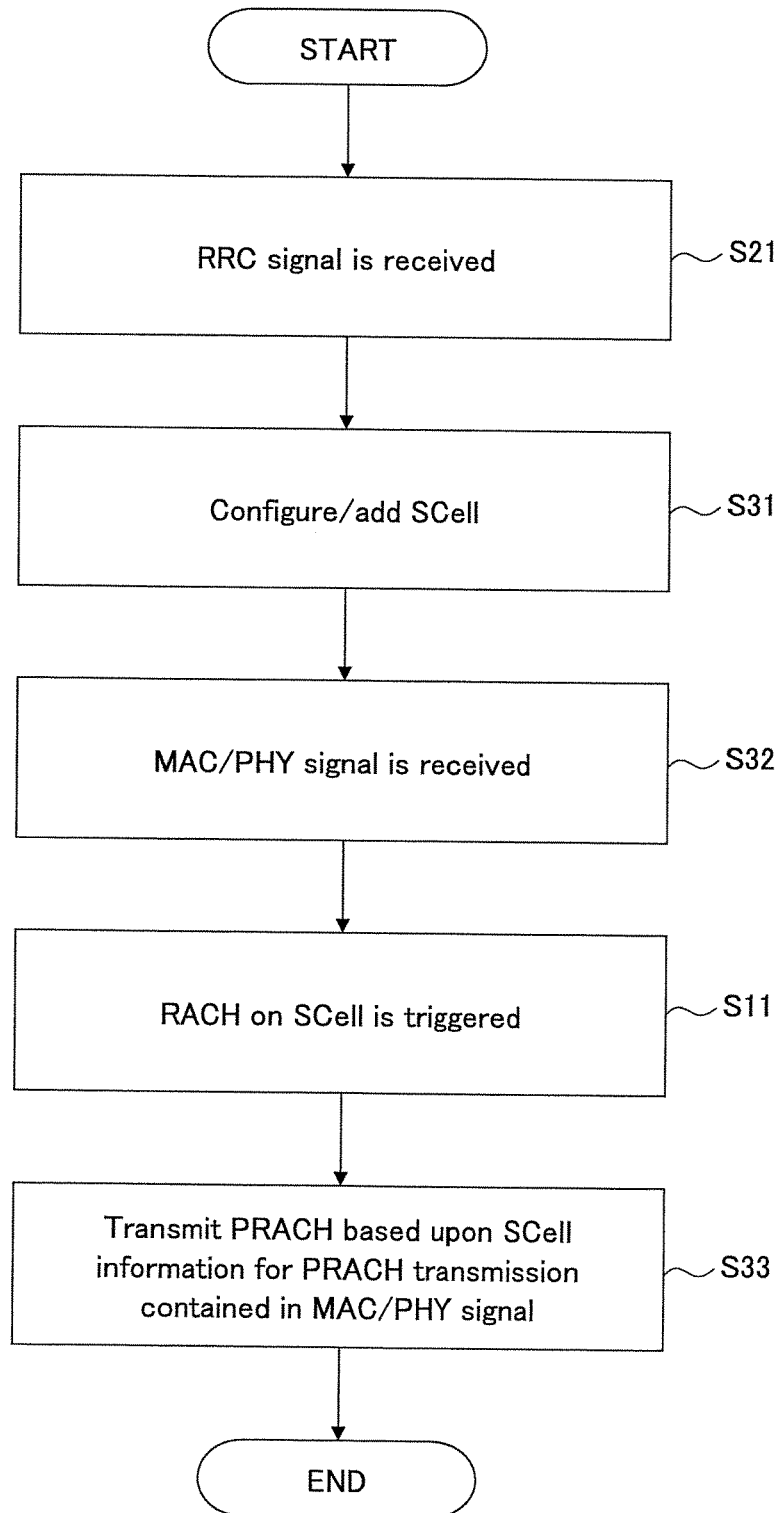 START
RRC signal is received
S21
Configure/add SCell
S31
MAC/PHY signal is received
S32
RACH on SCell is triggered
S11
Transmit PRACH based upon SCell
information for PRACH transmission
contained in MAC/PHY signal
S33
END